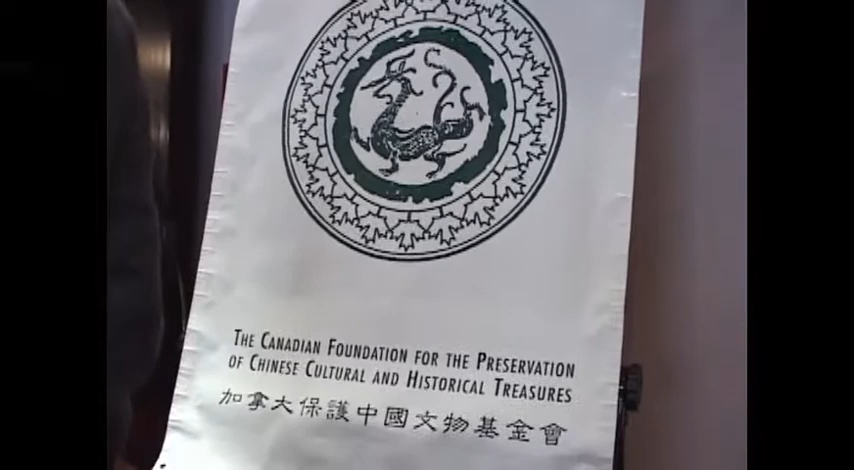 The Canadian Foundation for the Preservation
of Chinese Cultural and Historical Treasures
加拿大保護中國文物基金會